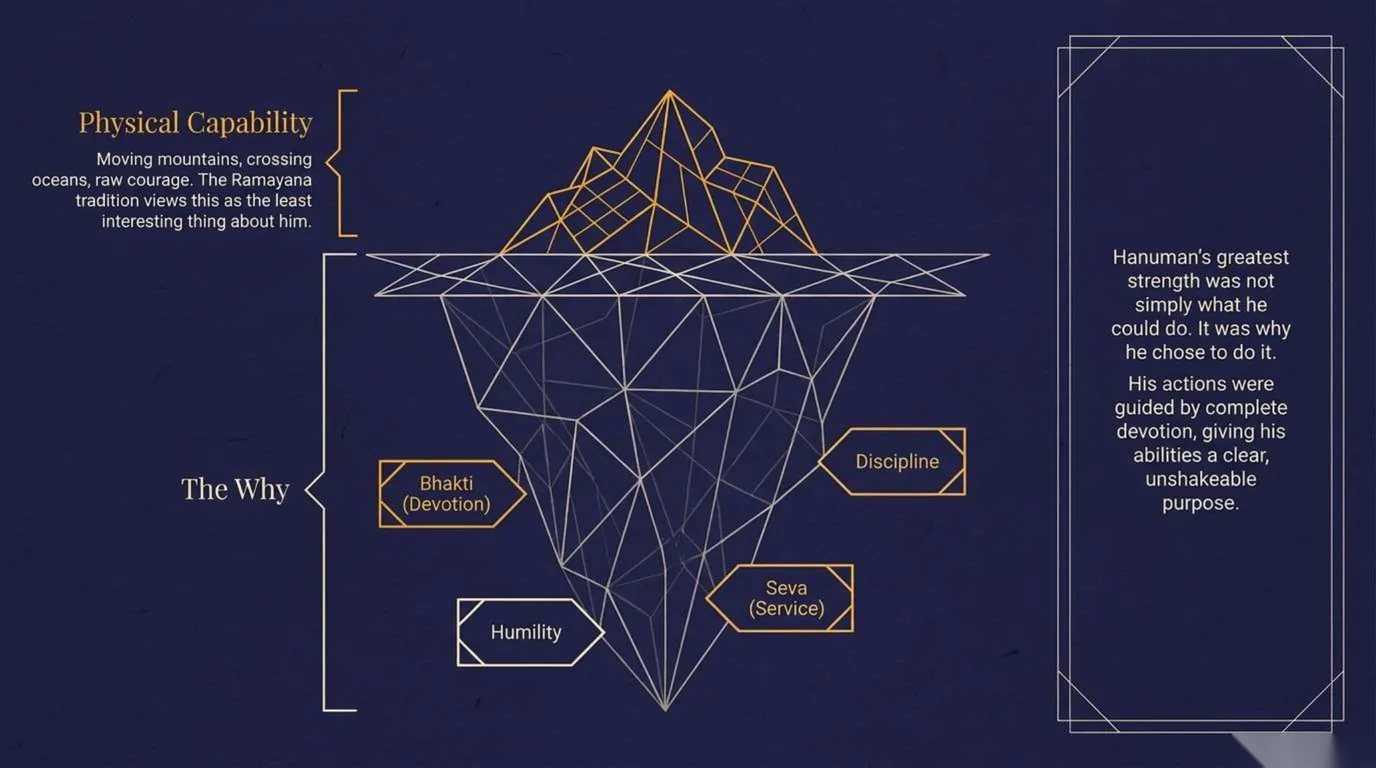 Physical Capability
Moving mountains, crossing
oceans, raw courage. The Ramayana
tradition views this as the least
interesting thing about him.
The Why
Bhakti
(Devotion)
Humility
Discipline
Seva
(Service)
Hanuman’s greatest
strength was not
simply what he
could do. It was why
he chose to do it.
His actions were
guided by complete
devotion, giving his
abilities a clear,
unshakeable
purpose.